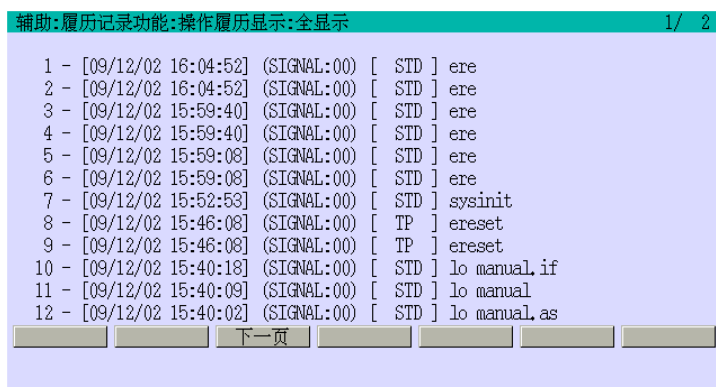 辅助:履历记录功能:操作履历显示:全显示 1/ 2
1 - [09/12/02 16:04:52] (SIGNAL:00) [ STD ] ere
2 - [09/12/02 16:04:52] (SIGNAL:00) [ STD ] ere
3 - [09/12/02 15:59:40] (SIGNAL:00) [ STD ] ere
4 - [09/12/02 15:59:40] (SIGNAL:00) [ STD ] ere
5 - [09/12/02 15:59:08] (SIGNAL:00) [ STD ] ere
6 - [09/12/02 15:59:08] (SIGNAL:00) [ STD ] ere
7 - [09/12/02 15:52:53] (SIGNAL:00) [ STD ] sysinit
8 - [09/12/02 15:46:08] (SIGNAL:00) [ TP ] ereset
9 - [09/12/02 15:46:08] (SIGNAL:00) [ TP ] ereset
10 - [09/12/02 15:40:18] (SIGNAL:00) [ STD ] lo manual.if
11 - [09/12/02 15:40:09] (SIGNAL:00) [ STD ] lo manual
12 - [09/12/02 15:40:02] (SIGNAL:00) [ STD ] lo manual.as
下一页